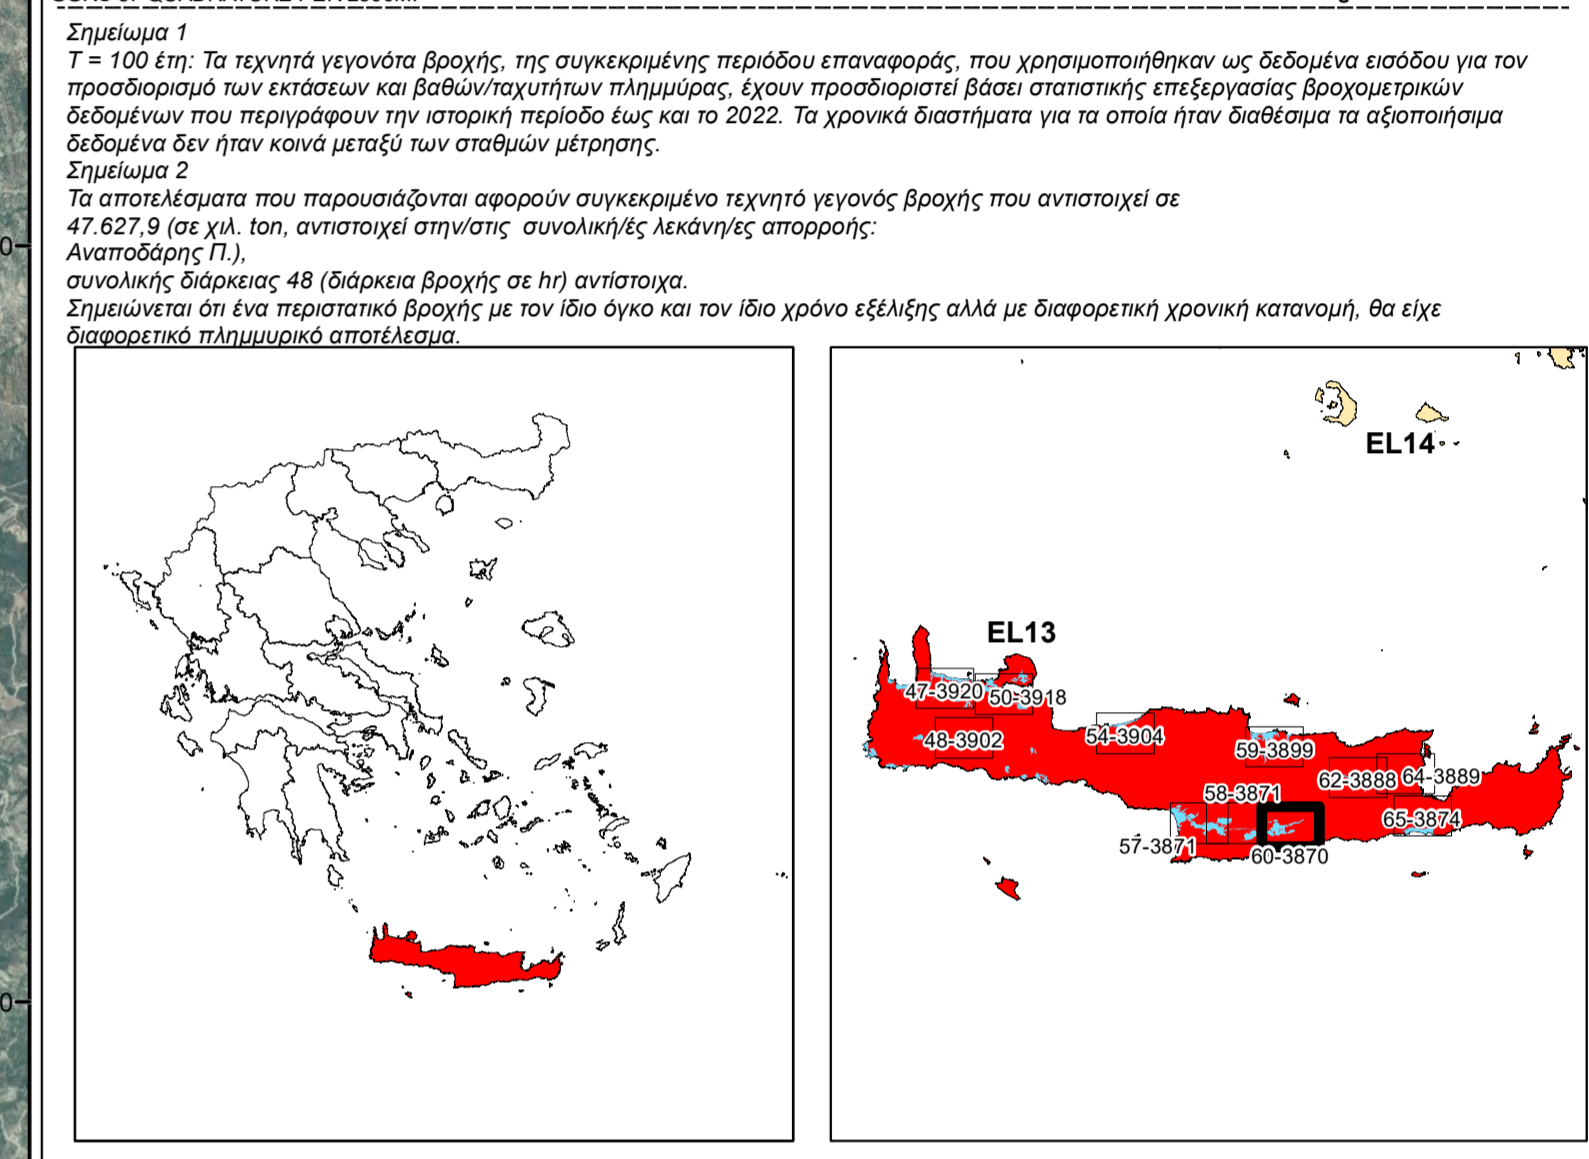 Σημείωμα 1
T = 100 έτη: Τα τεχνητά γεγονότα βροχής, της συγκεκριμένης περιόδου επαναφοράς, που χρησιμοποιήθηκαν ως δεδομένα εισόδου για τον
προσδιορισμό των εκτάσεων και βαθών/ταχυτήτων πλημμύρας, έχουν προσδιοριστεί βάσει στατιστικής επεξεργασίας βροχομετρικών
δεδομένων που περιγράφουν την ιστορική περίοδο έως και το 2022. Τα χρονικά διαστήματα για τα οποία ήταν διαθέσιμα τα αξιοποιήσιμα
δεδομένα δεν ήταν κοινά μεταξύ των σταθμών μέτρησης.
Σημείωμα 2
Τα αποτελέσματα που παρουσιάζονται αφορούν συγκεκριμένο τεχνητό γεγονός βροχής που αντιστοιχεί σε
47.627,9 (σε χιλ. ton, αντιστοιχεί στην/στις συνολική/ές λεκάνη/ες απορροής:
Αναποδάρης Π.),
συνολικής διάρκειας 48 (διάρκεια βροχής σε hr) αντίστοιχα.
Σημειώνεται ότι ένα περιστατικό βροχής με τον ίδιο όγκο και τον ίδιο χρόνο εξέλιξης αλλά με διαφορετική χρονική κατανομή, θα είχε
διαφορετικό πλημμυρικό αποτέλεσμα.
EL14
EL13
47-3920
50-3918
48-3902
54-3904
59-3899
62-3888
64-3889
58-3871
65-3874
57-3871
60-3870
0
0